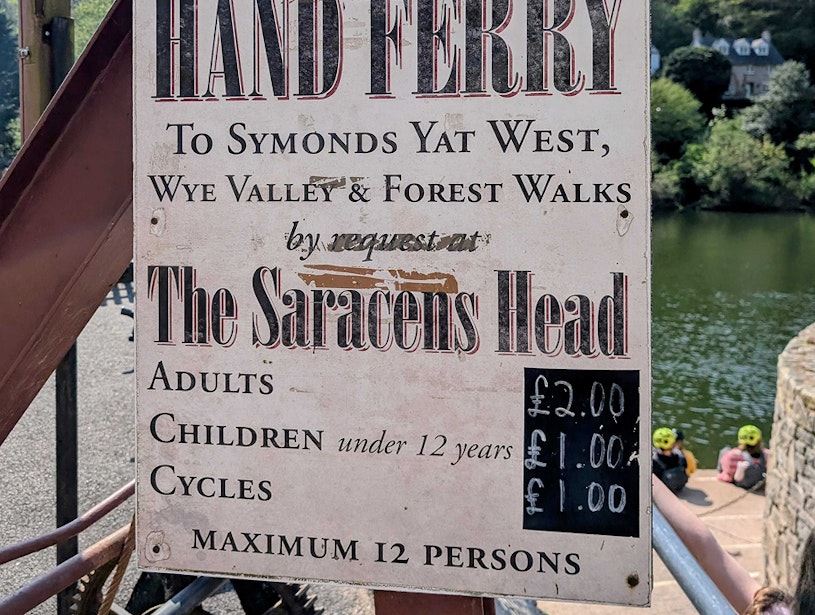 HAND FERRY
TO SYMONDS YAT WEST,
WYE VALLEY & FOREST WALKS
by request at
The Saracens Head
ADULTS £2.00
CHILDREN under 12 years £1.00
CYCLES £1.00
MAXIMUM 12 PERSONS